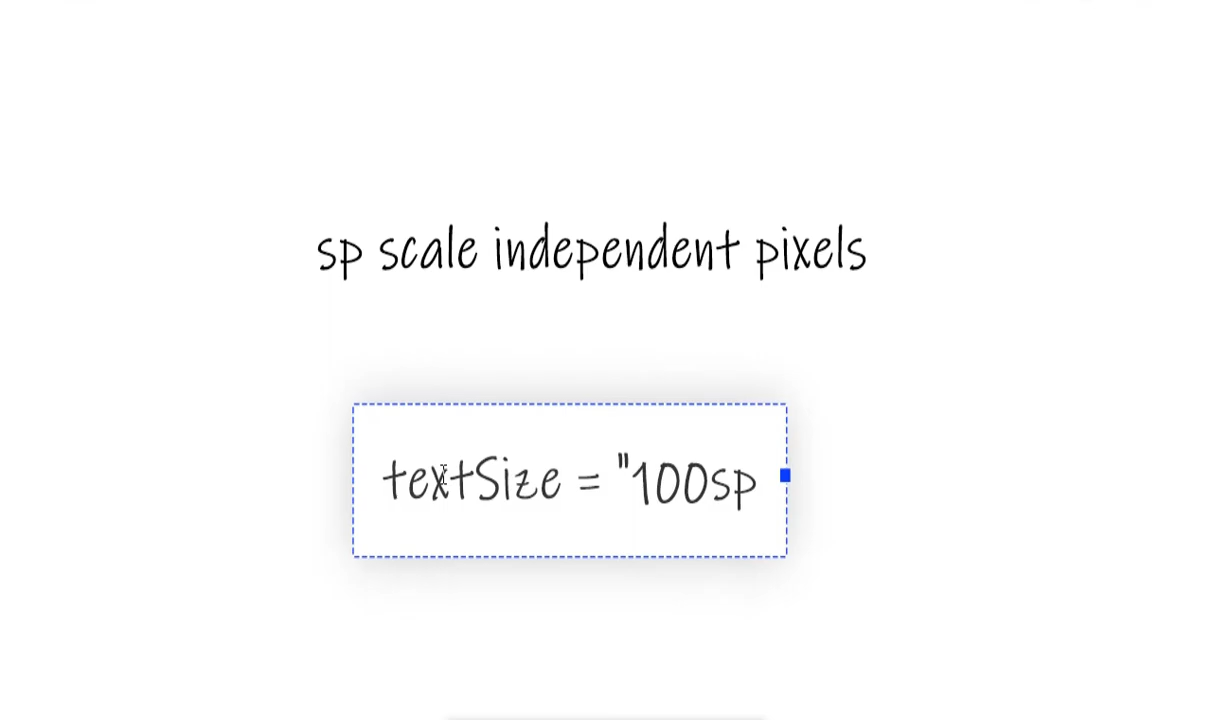 sp scale independent pixels
textSize = "100sp